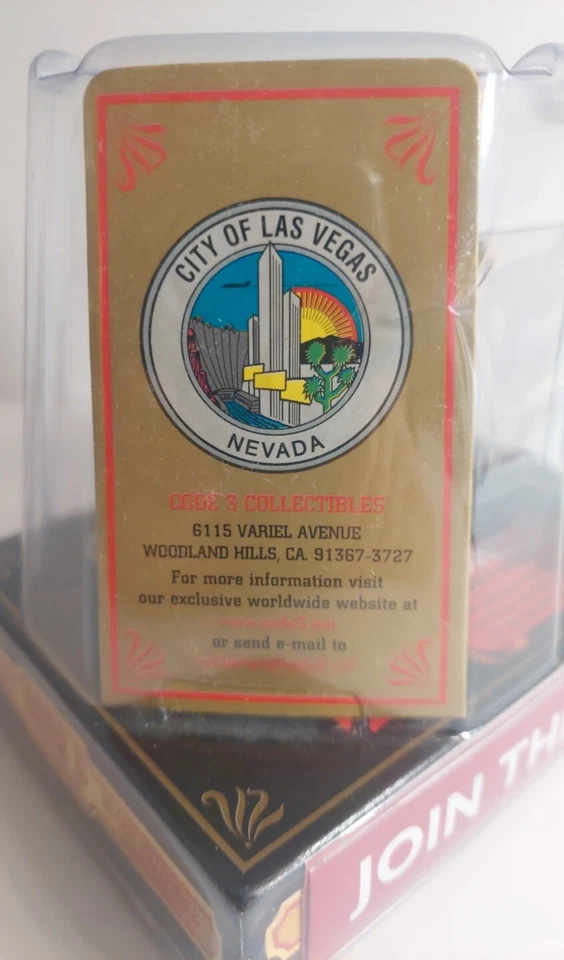 CITY OF LAS VEGAS
NEVADA
CODE 3 COLLECTIBLES
6115 VARIEL AVENUE
WOODLAND HILLS, CA. 91367-3727
For more information visit
our exclusive worldwide website at
or send e-mail to
JOIN TH